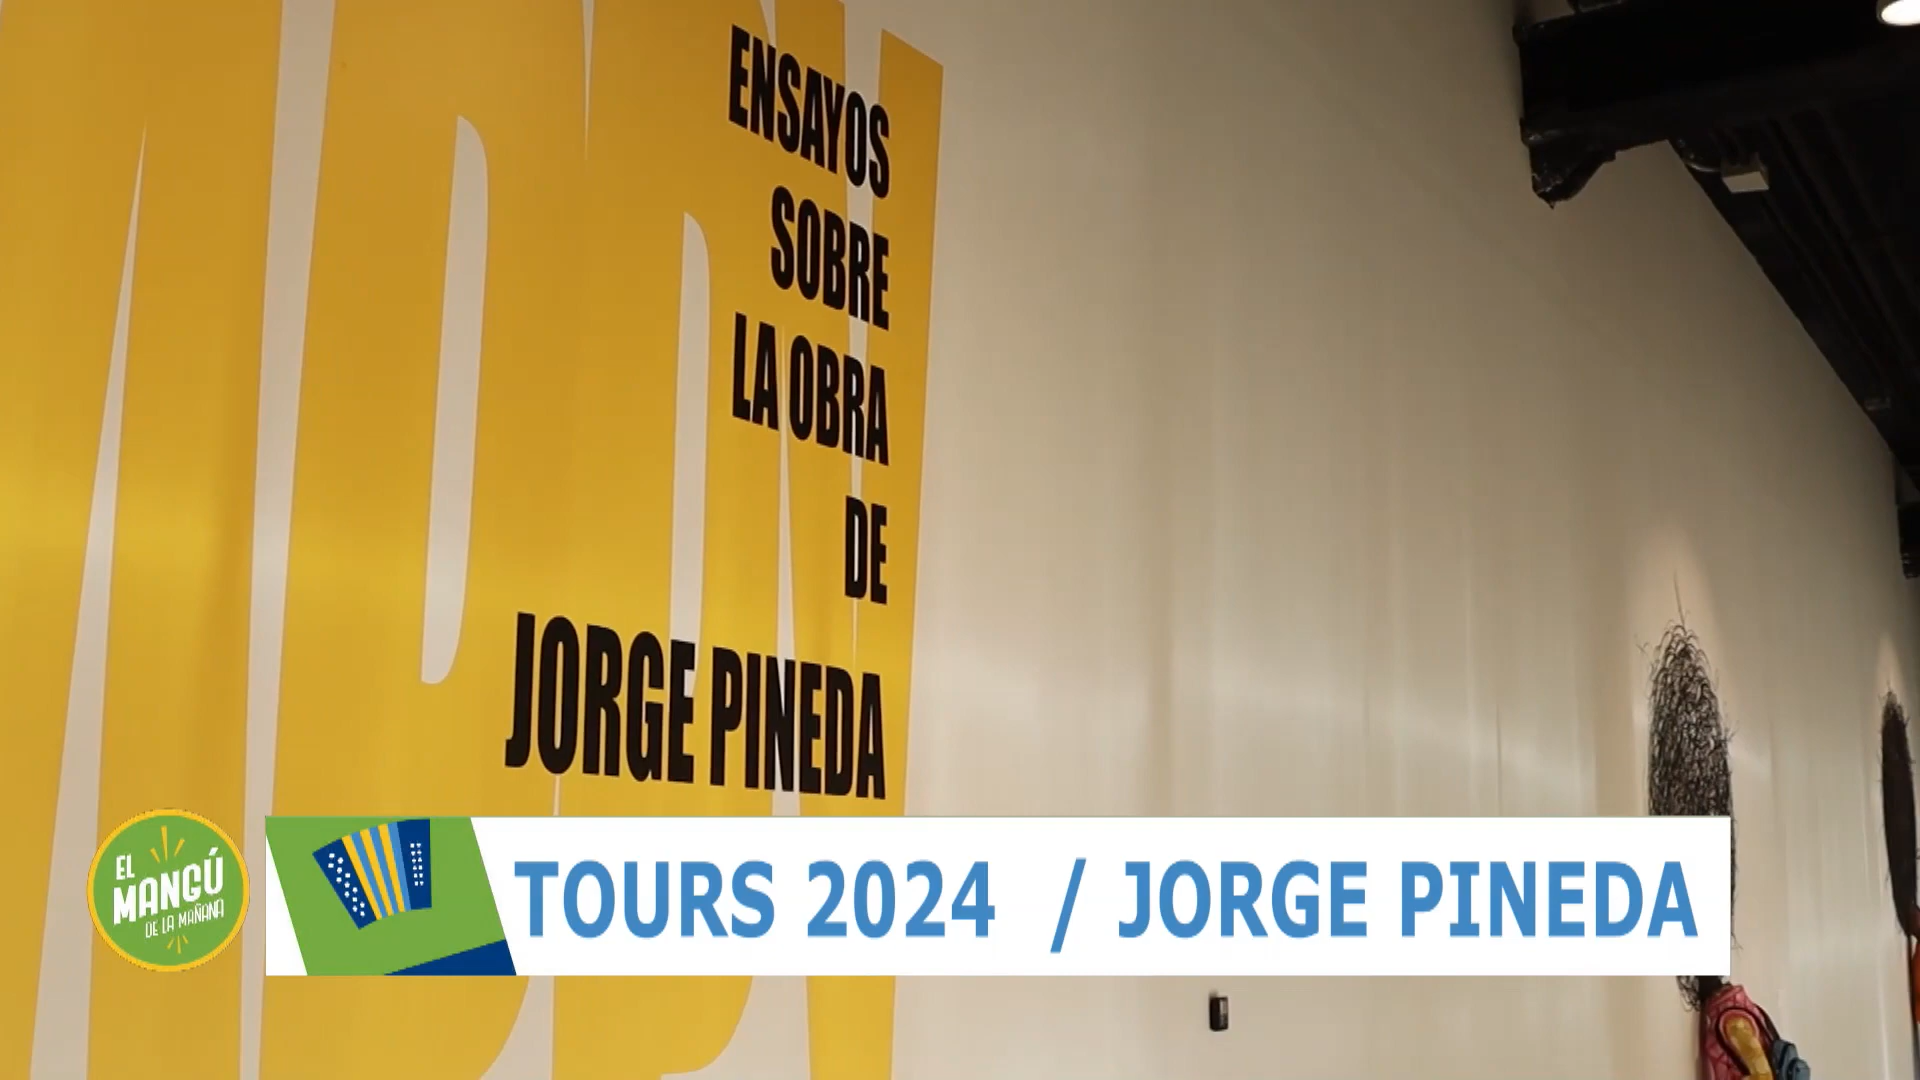 ENSAYOS
SOBRE
LA OBRA
DE
JORGE PINEDA
EL
MANGÚ
DE LA MAÑANA
TOURS 2024 / JORGE PINEDA